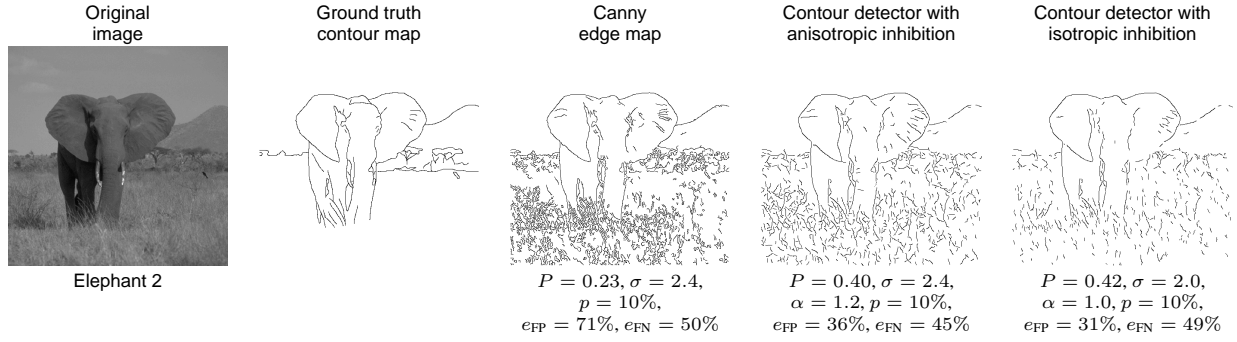 Original
image
Ground truth
contour map
Canny
edge map
Contour detector with
anisotropic inhibition
Contour detector with
isotropic inhibition
Elephant 2
P = 0.23, σ = 2.4,
p = 10%,
e_FP = 71%, e_FN = 50%
P = 0.40, σ = 2.4,
α = 1.2, p = 10%,
e_FP = 36%, e_FN = 45%
P = 0.42, σ = 2.0,
α = 1.0, p = 10%,
e_FP = 31%, e_FN = 49%